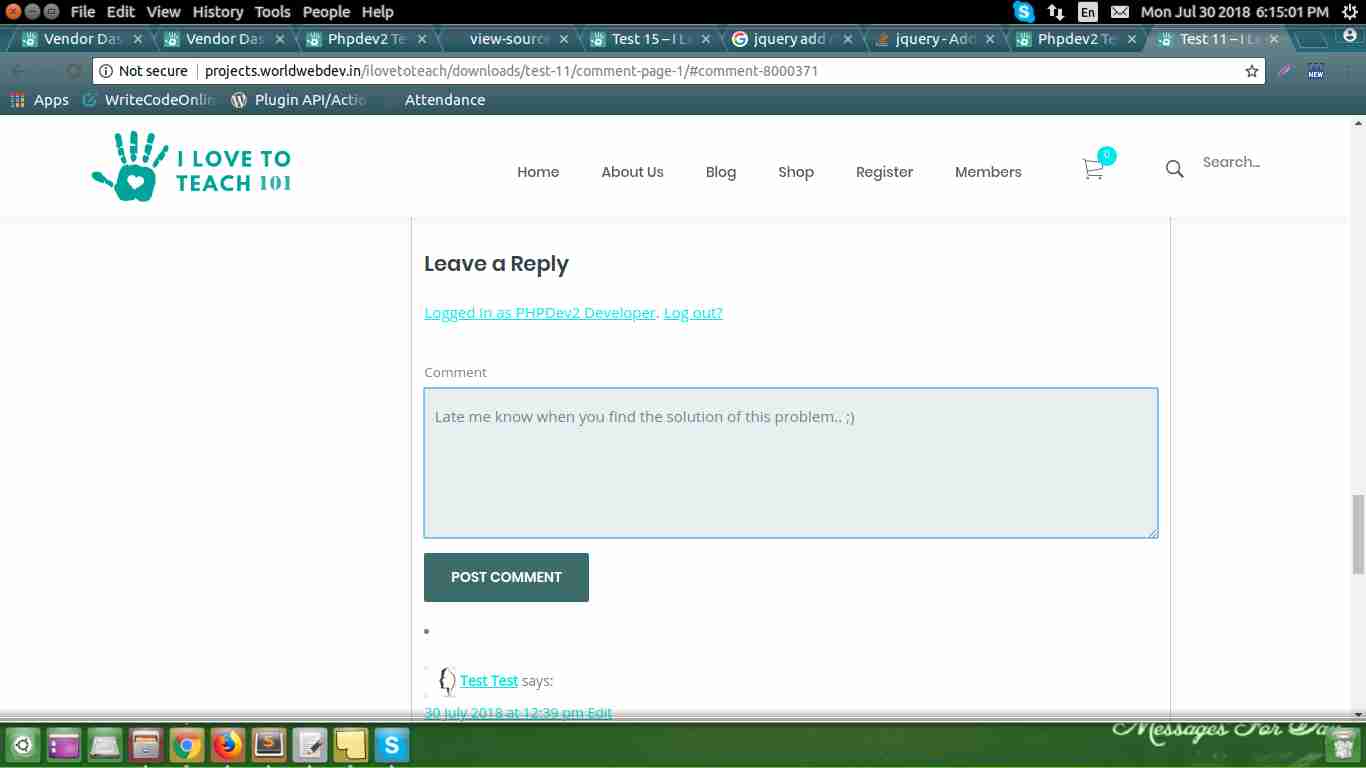 File Edit View History Tools People Help
En Mon Jul 30 2018 6:15:01 PM
Vendor Das Vendor Das Phpdev2 Te view-source Test 15 – I L jquery add jquery - Add Phpdev2 Te Test 11 – I L
Not secure projects.worldwebdev.in/ilovetoteach/downloads/test-11/comment-page-1/#comment-8000371
NEW
Apps WriteCodeOnlin Plugin API/Actio Attendance
I LOVE TO
TEACH 101
Home About Us Blog Shop Register Members 0 Search...
Leave a Reply
Logged in as PHPDev2 Developer. Log out?
Comment
Late me know when you find the solution of this problem.. ;)
POST COMMENT
Test Test says:
30 July 2018 at 12:39 pm Edit
Messages For Day